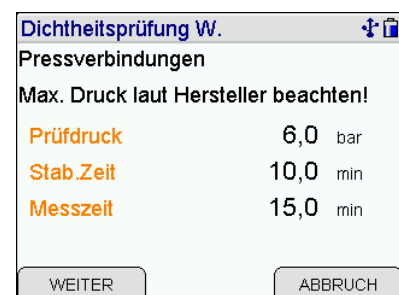 Dichtheitsprüfung W.
Pressverbindungen
Max. Druck laut Hersteller beachten!
Prüfdruck 6,0 bar
Stab.Zeit 10,0 min
Messzeit 15,0 min
WEITER ABBRUCH